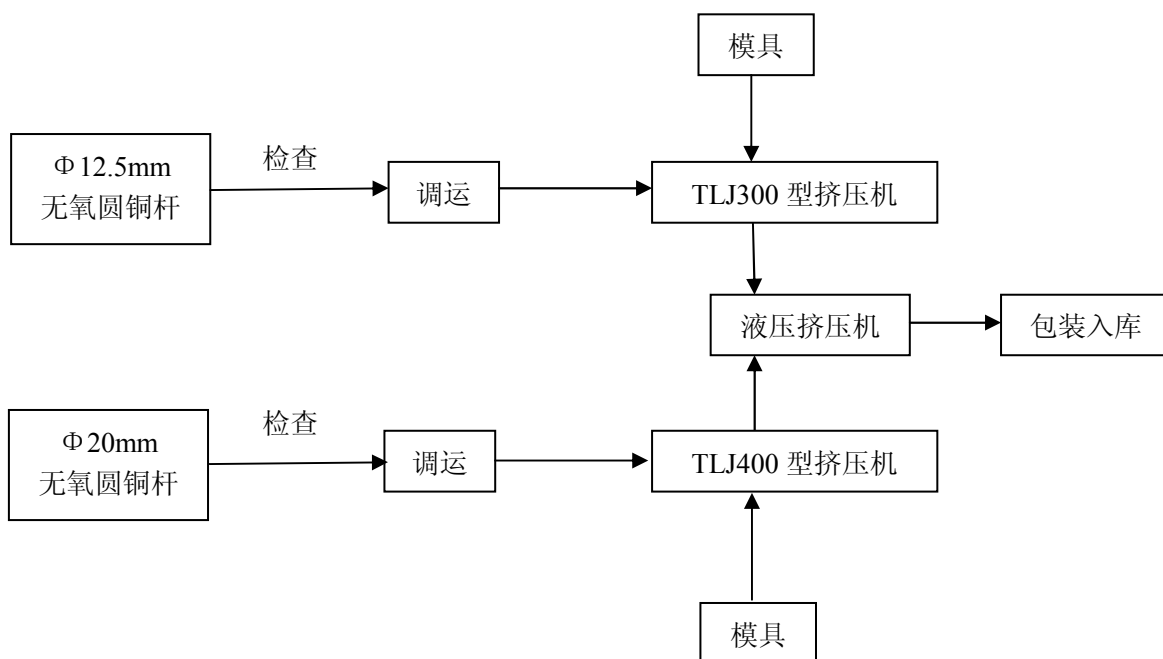 模具
Φ12.5mm
无氧圆铜杆
检查
调运
TLJ300 型挤压机
液压挤压机
包装入库
Φ20mm
无氧圆铜杆
检查
调运
TLJ400 型挤压机
模具